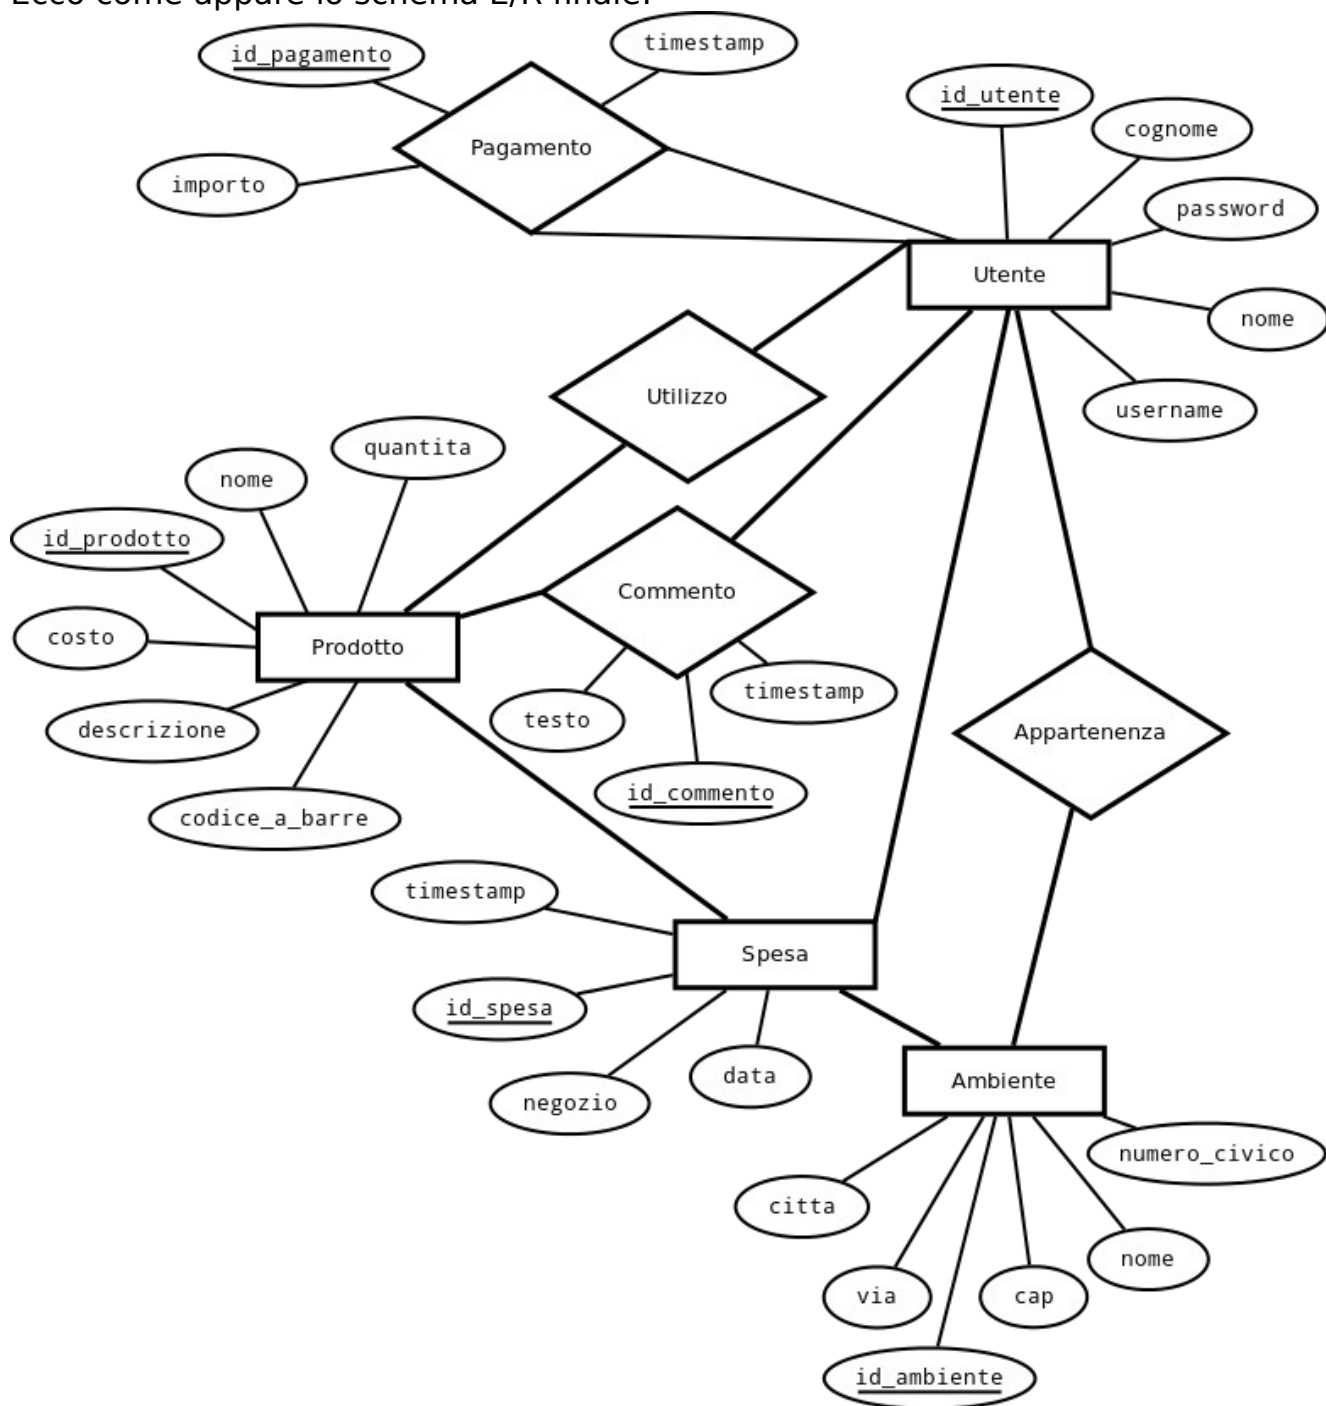 Ecco come appare lo schema E/R finale:
id_pagamento
timestamp
id_utente
cognome
Pagamento
importo
password
Utente
nome
Utilizzo
username
quantita
nome
id_prodotto
Commento
costo
Prodotto
timestamp
testo
descrizione
Appartenenza
id_commento
codice_a_barre
timestamp
Spesa
id_spesa
data
Ambiente
negozio
numero_civico
citta
nome
via
cap
id_ambiente